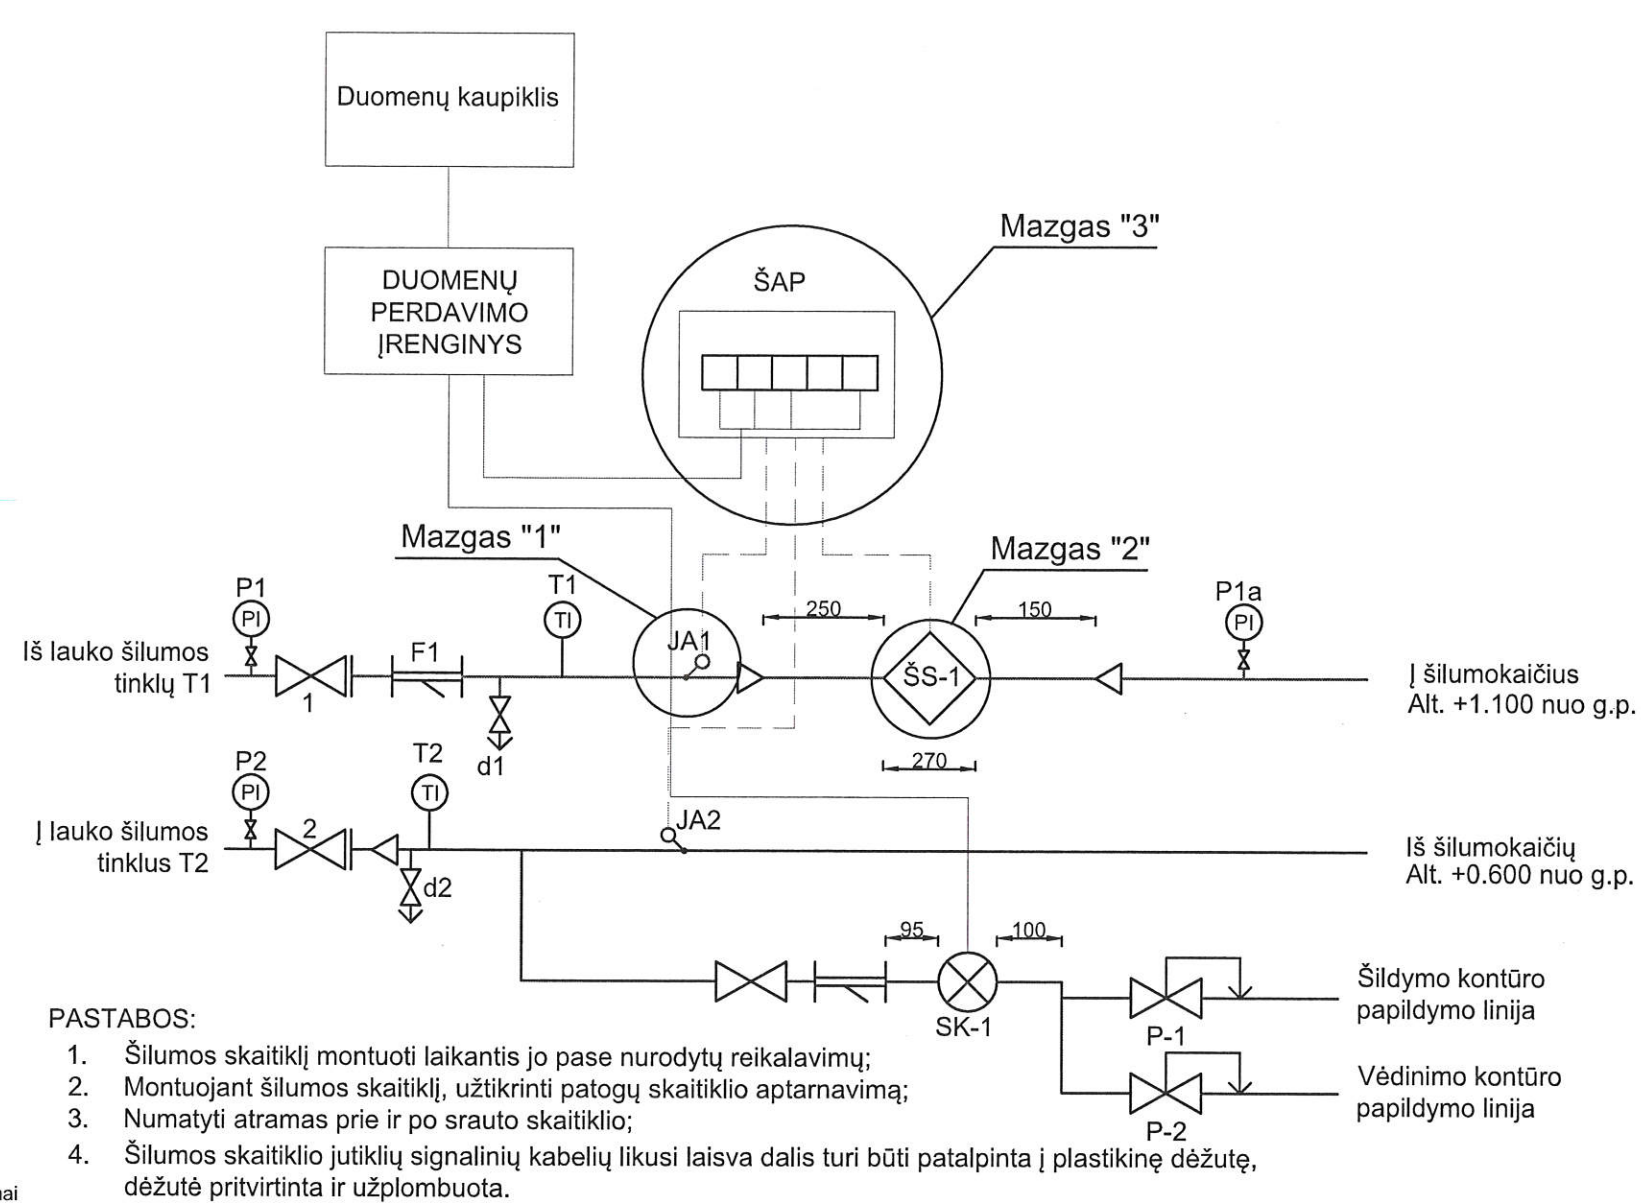 Duomenų kaupiklis
DUOMENŲ
PERDAVIMO
ĮRENGINYS
Mazgas "3"
ŠAP
Mazgas "1"
Mazgas "2"
P1
PI
T1
TI
250
150
P1a
PI
Iš lauko šilumos
tinklų T1
F1
JA1
ŠS-1
Į šilumokaičius
Alt. +1.100 nuo g.p.
1
d1
270
P2
PI
T2
TI
Į lauko šilumos
tinklus T2
2
JA2
Iš šilumokaičių
Alt. +0.600 nuo g.p.
d2
95
100
SK-1
Šildymo kontūro
papildymo linija
P-1
Vėdinimo kontūro
papildymo linija
P-2
PASTABOS:
1. Šilumos skaitiklį montuoti laikantis jo pase nurodytų reikalavimų;
2. Montuojant šilumos skaitiklį, užtikrinti patogų skaitiklio aptarnavimą;
3. Numatyti atramas prie ir po srauto skaitiklio;
4. Šilumos skaitiklio jutiklių signalinių kabelių likusi laisva dalis turi būti patalpinta į plastikinę dėžutę,
dėžutė pritvirtinta ir užplombuota.